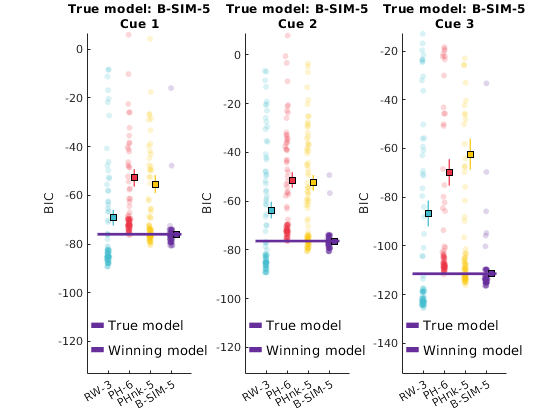 True model: B-SIM-5
Cue 1
True model: B-SIM-5
Cue 2
True model: B-SIM-5
Cue 3
BIC
0
-20
-40
-60
-80
-100
-120
True model
Winning model
RW-3
PH-6
PHnk-5
B-SIM-5
BIC
0
-20
-40
-60
-80
-100
-120
True model
Winning model
RW-3
PH-6
PHnk-5
B-SIM-5
BIC
-20
-40
-60
-80
-100
-120
-140
True model
Winning model
RW-3
PH-6
PHnk-5
B-SIM-5